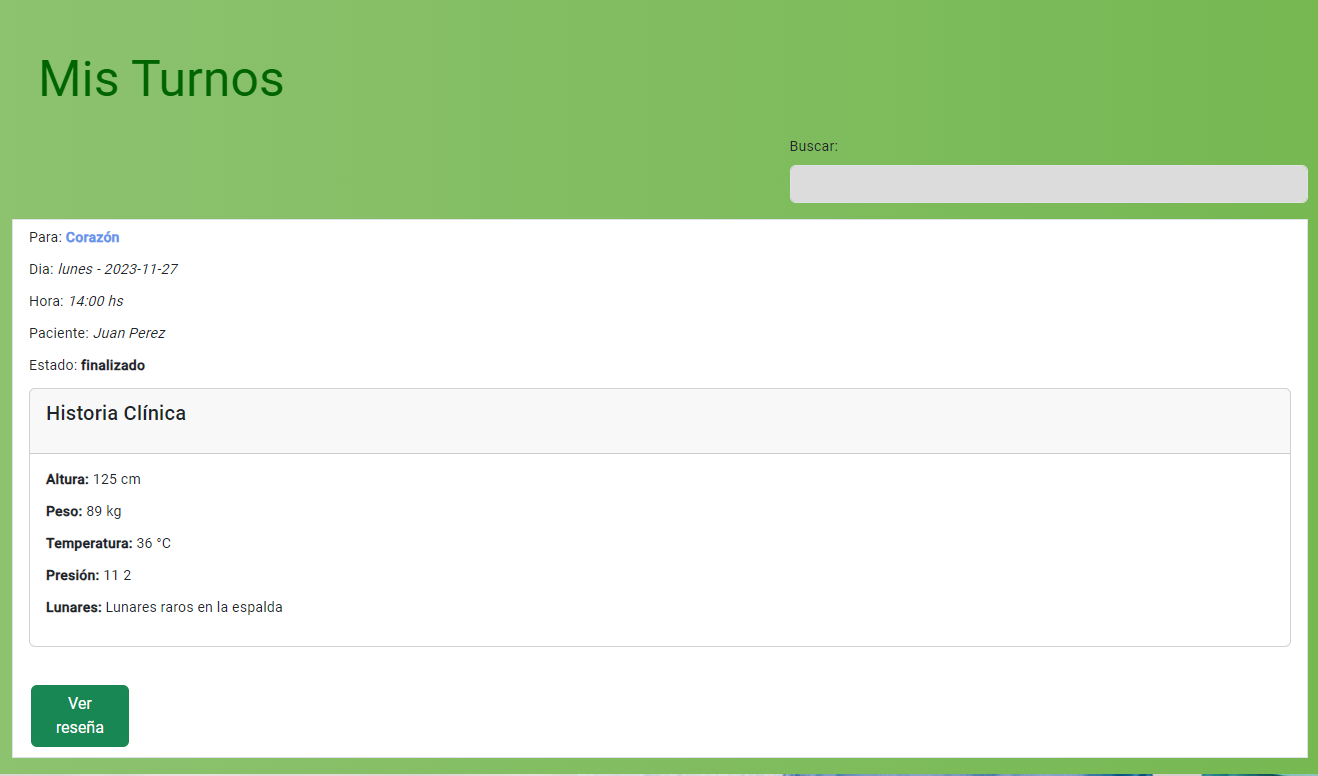 Mis Turnos
Buscar:
Para: Corazón
Dia: lunes - 2023-11-27
Hora: 14:00 hs
Paciente: Juan Perez
Estado: finalizado
Historia Clínica
Altura: 125 cm
Peso: 89 kg
Temperatura: 36 °C
Presión: 11 2
Lunares: Lunares raros en la espalda
Ver
reseña